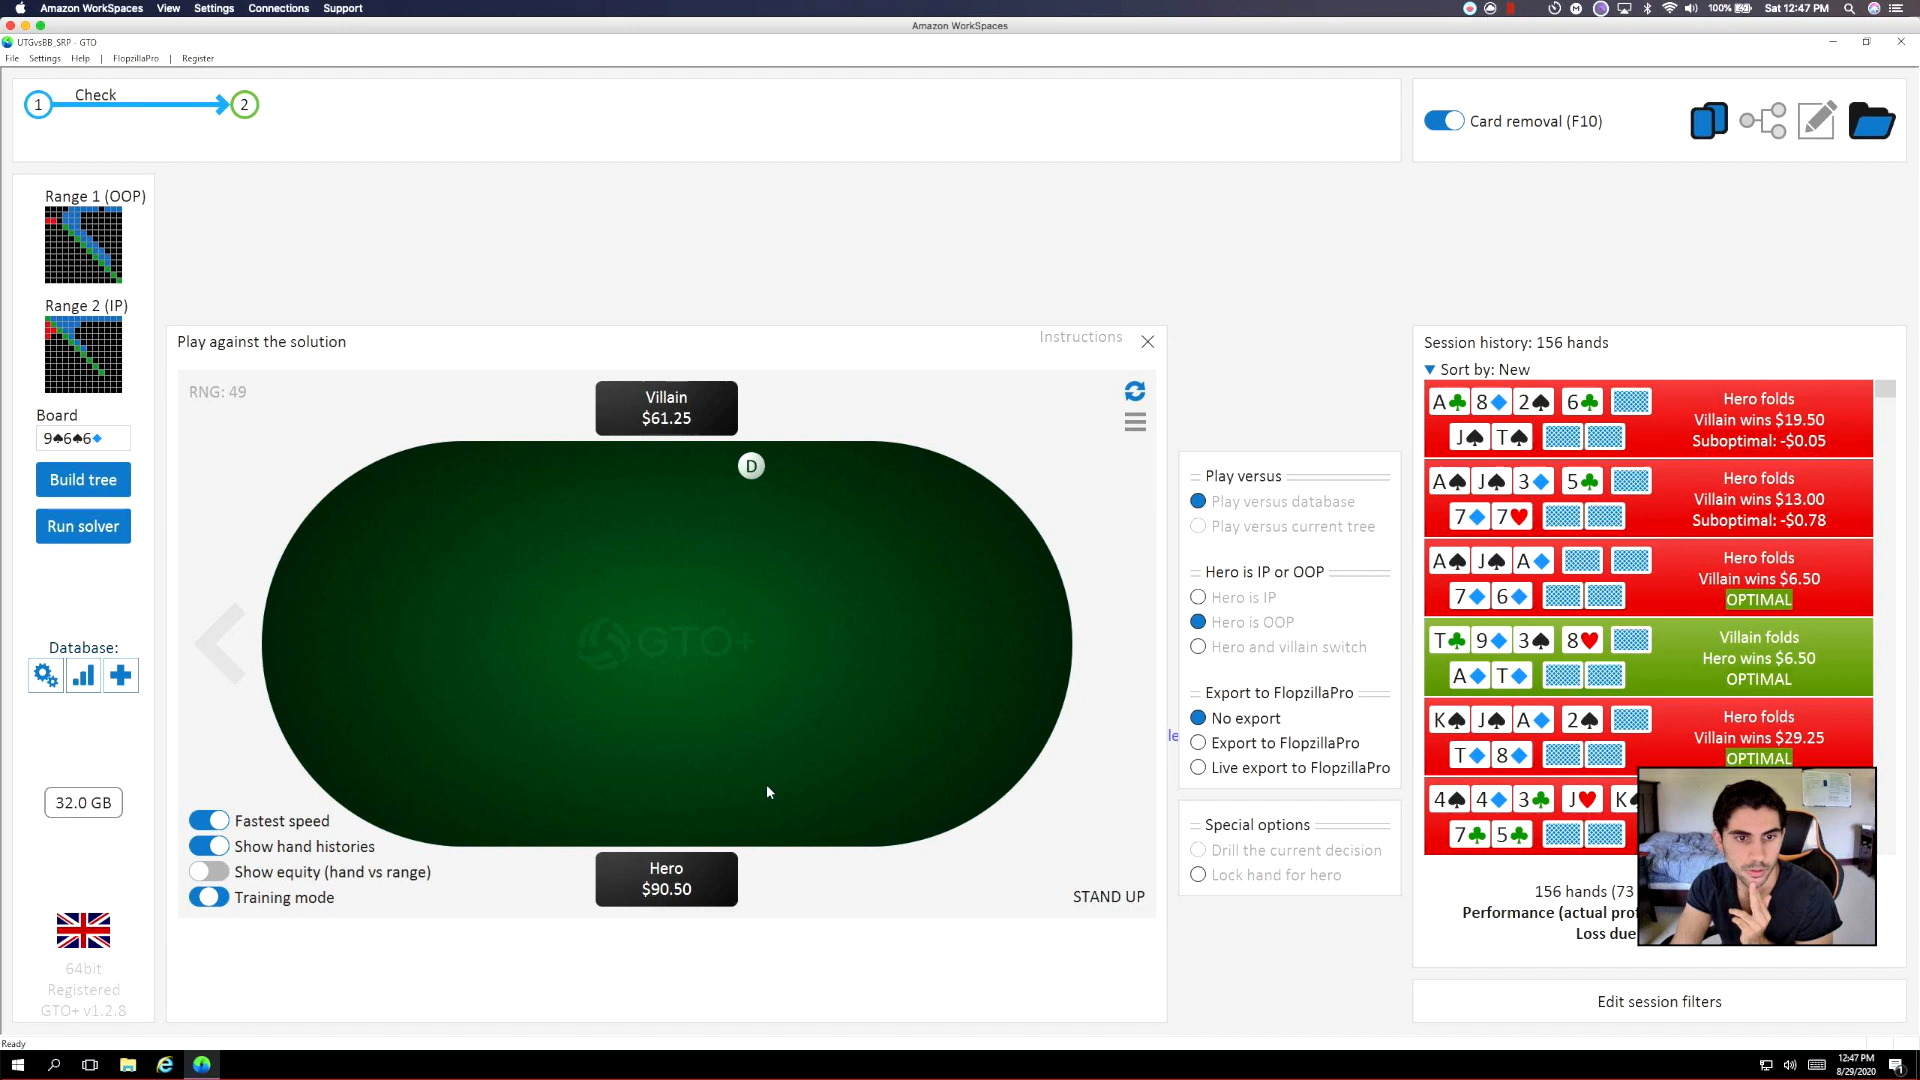 Amazon WorkSpaces View Settings Connections Support
100% Sat 12:47 PM
Amazon WorkSpaces
UTGvsBB_SRP - GTO
File Settings Help | FlopzillaPro | Register
1 Check 2
Card removal (F10)
Range 1 (OOP)
Range 2 (IP)
Board
9♠6♠6♦
Build tree
Run solver
Database:
32.0 GB
64bit
Registered
GTO+ v1.2.8
Play against the solution
Instructions
RNG: 49
Villain
$61.25
D
GTO+
Fastest speed
Show hand histories
Show equity (hand vs range)
Training mode
Hero
$90.50
STAND UP
Play versus
Play versus database
Play versus current tree
Hero is IP or OOP
Hero is IP
Hero is OOP
Hero and villain switch
Export to FlopzillaPro
No export
Export to FlopzillaPro
Live export to FlopzillaPro
le
Special options
Drill the current decision
Lock hand for hero
Session history: 156 hands
▼ Sort by: New
A♣ 8♦ 2♠ 6♣
J♠ T♠
Hero folds
Villain wins $19.50
Suboptimal: -$0.05
A♠ J♠ 3♦ 5♣
7♦ 7♥
Hero folds
Villain wins $13.00
Suboptimal: -$0.78
A♠ J♠ A♦
7♦ 6♦
Hero folds
Villain wins $6.50
OPTIMAL
T♣ 9♦ 3♠ 8♥
A♦ T♦
Villain folds
Hero wins $6.50
OPTIMAL
K♠ J♠ A♦ 2♠
T♦ 8♦
Hero folds
Villain wins $29.25
OPTIMAL
4♠ 4♦ 3♣ J♥ K♠
7♣ 5♣
156 hands (73
Performance (actual prof
Loss due
Edit session filters
Ready
12:47 PM
8/29/2020